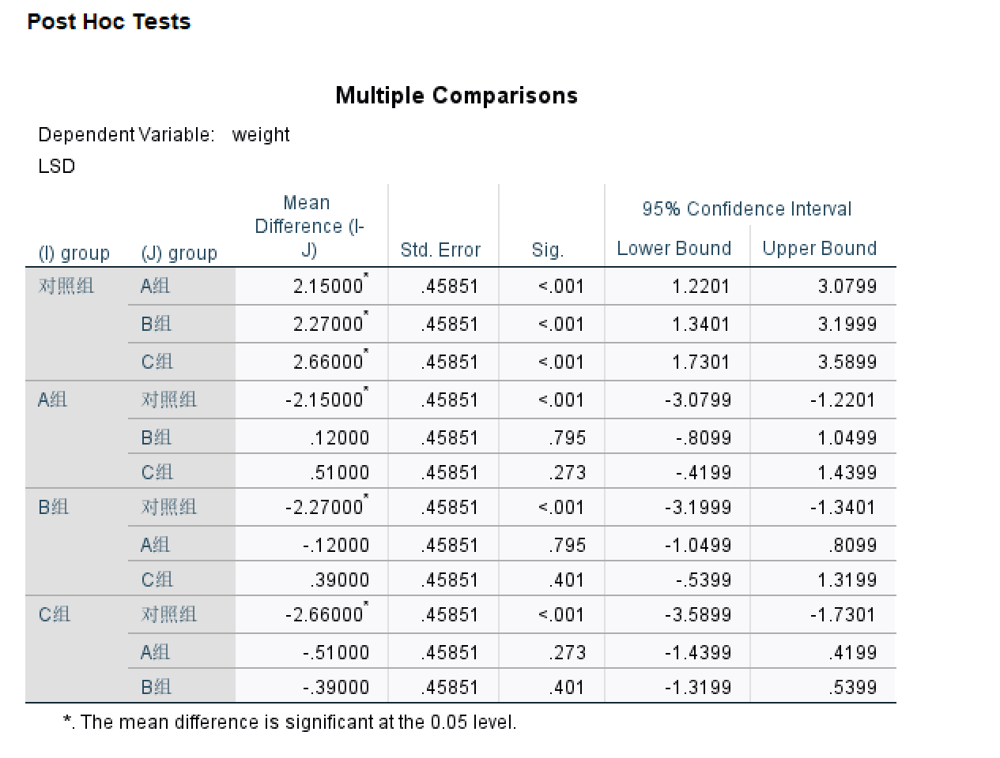 Post Hoc Tests
Multiple Comparisons
Dependent Variable: weight
LSD
(I) group (J) group Mean Difference (I-J) Std. Error Sig. 95% Confidence Interval
Lower Bound Upper Bound
对照组 A组 2.15000* .45851 <.001 1.2201 3.0799
B组 2.27000* .45851 <.001 1.3401 3.1999
C组 2.66000* .45851 <.001 1.7301 3.5899
A组 对照组 -2.15000* .45851 <.001 -3.0799 -1.2201
B组 .12000 .45851 .795 -.8099 1.0499
C组 .51000 .45851 .273 -.4199 1.4399
B组 对照组 -2.27000* .45851 <.001 -3.1999 -1.3401
A组 -.12000 .45851 .795 -1.0499 .8099
C组 .39000 .45851 .401 -.5399 1.3199
C组 对照组 -2.66000* .45851 <.001 -3.5899 -1.7301
A组 -.51000 .45851 .273 -1.4399 .4199
B组 -.39000 .45851 .401 -1.3199 .5399
*. The mean difference is significant at the 0.05 level.